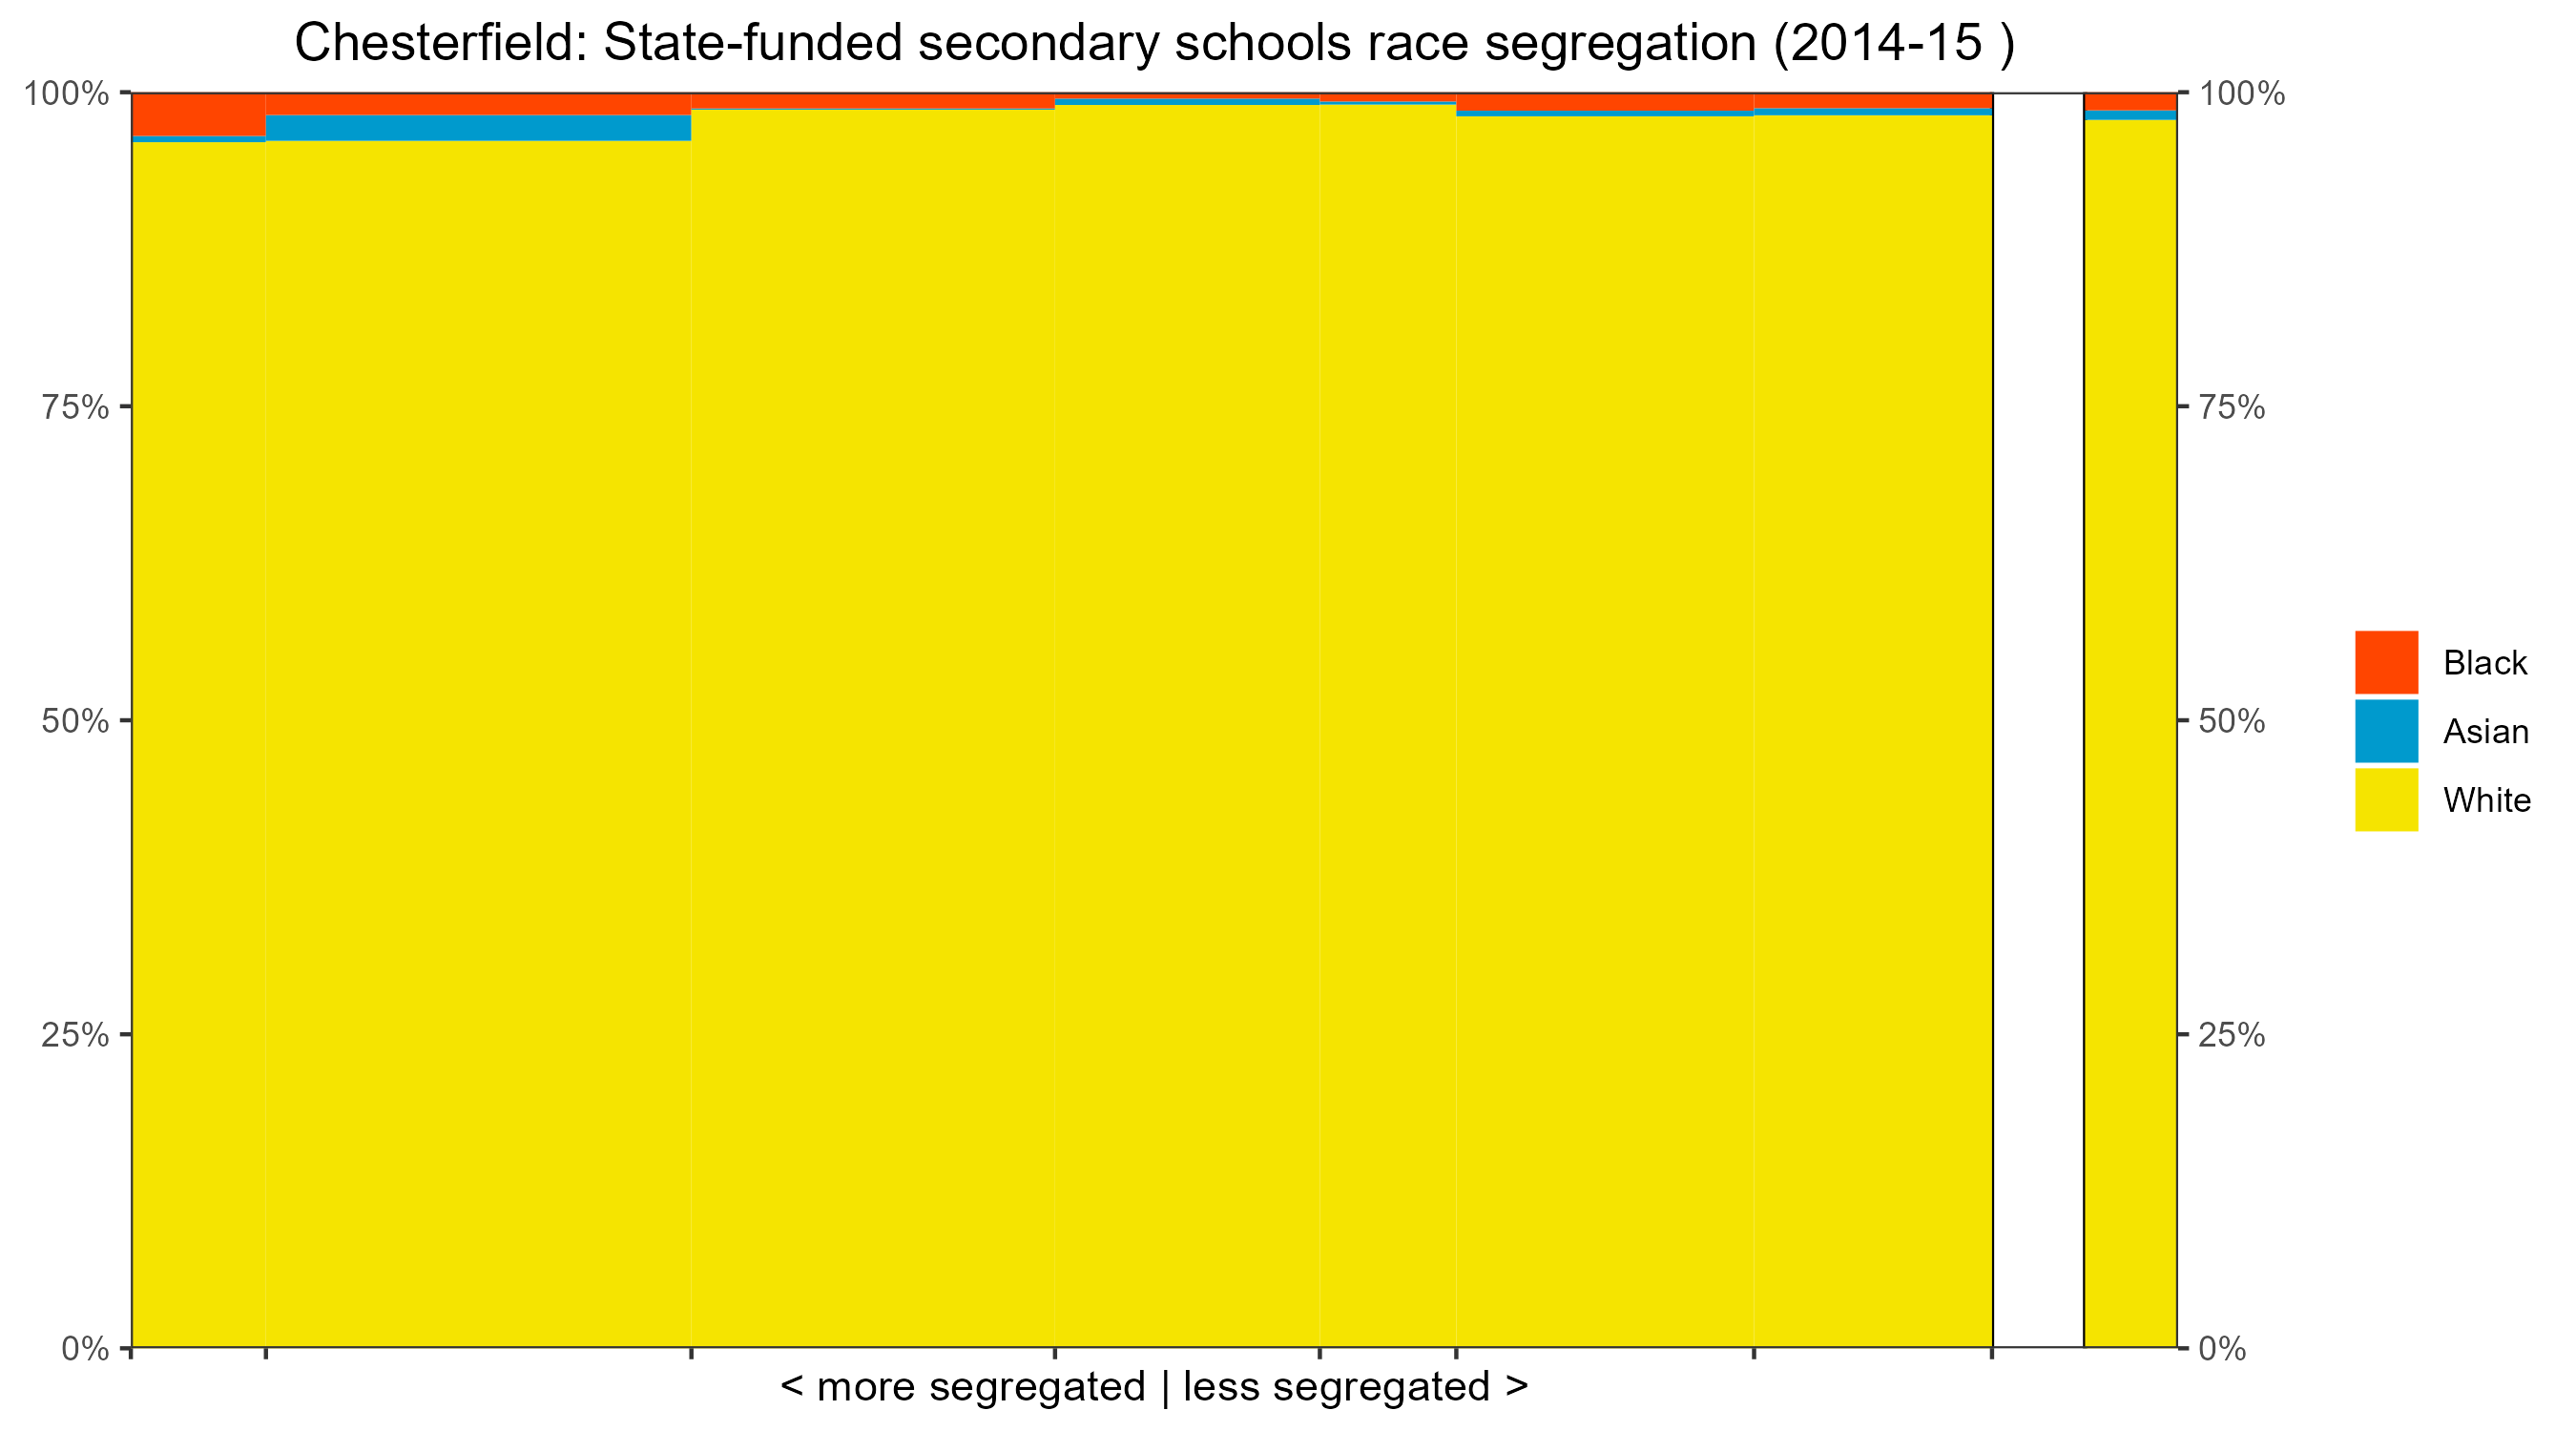 Chesterfield: State-funded secondary schools race segregation (2014-15 )
100%
100%
75%
75%
50%
50%
25%
25%
0%
0%
Black
Asian
White
< more segregated | less segregated >